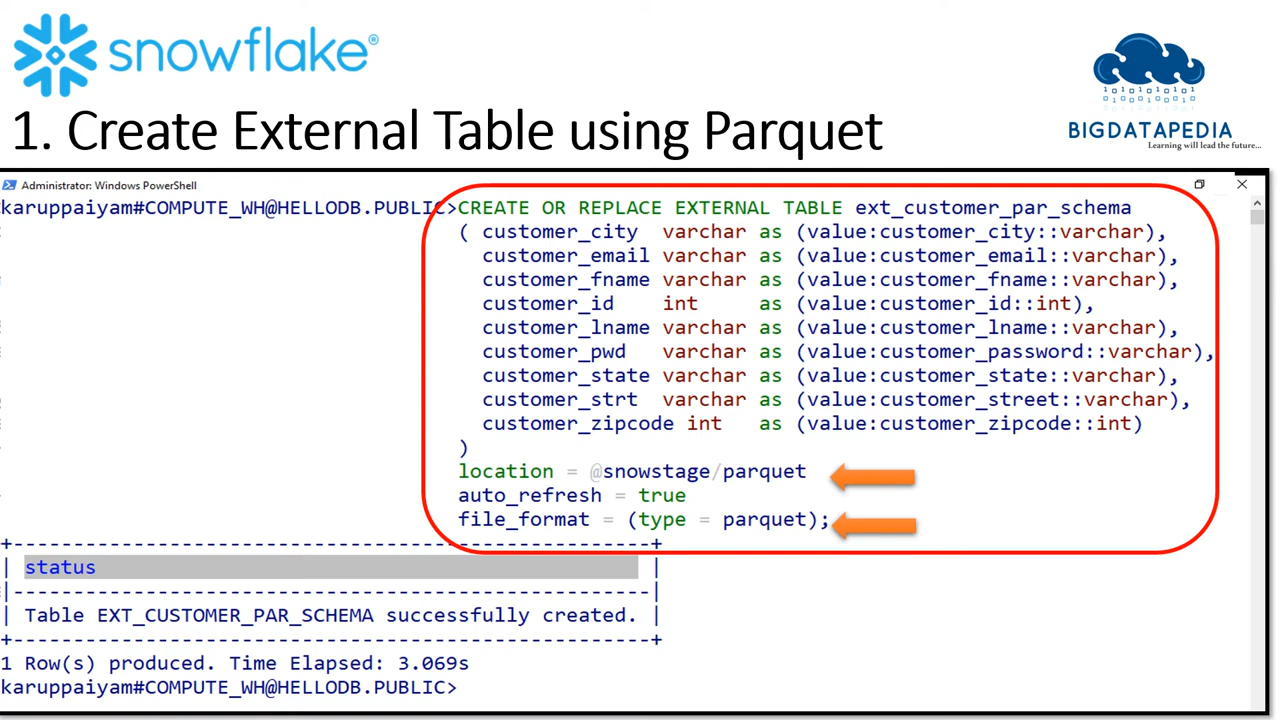 snowflake®
BIGDATAPEDIA
Learning will lead the future...
1. Create External Table using Parquet
Administrator: Windows PowerShell
karuppaiyam#COMPUTE_WH@HELLODB.PUBLIC>CREATE OR REPLACE EXTERNAL TABLE ext_customer_par_schema
( customer_city varchar as (value:customer_city::varchar),
customer_email varchar as (value:customer_email::varchar),
customer_fname varchar as (value:customer_fname::varchar),
customer_id int as (value:customer_id::int),
customer_lname varchar as (value:customer_lname::varchar),
customer_pwd varchar as (value:customer_password::varchar),
customer_state varchar as (value:customer_state::varchar),
customer_strt varchar as (value:customer_street::varchar),
customer_zipcode int as (value:customer_zipcode::int)
)
location = @snowstage/parquet
auto_refresh = true
file_format = (type = parquet);
+-----------------------------------------------------+
| status |
|-----------------------------------------------------|
| Table EXT_CUSTOMER_PAR_SCHEMA successfully created. |
+-----------------------------------------------------+
1 Row(s) produced. Time Elapsed: 3.069s
karuppaiyam#COMPUTE_WH@HELLODB.PUBLIC>